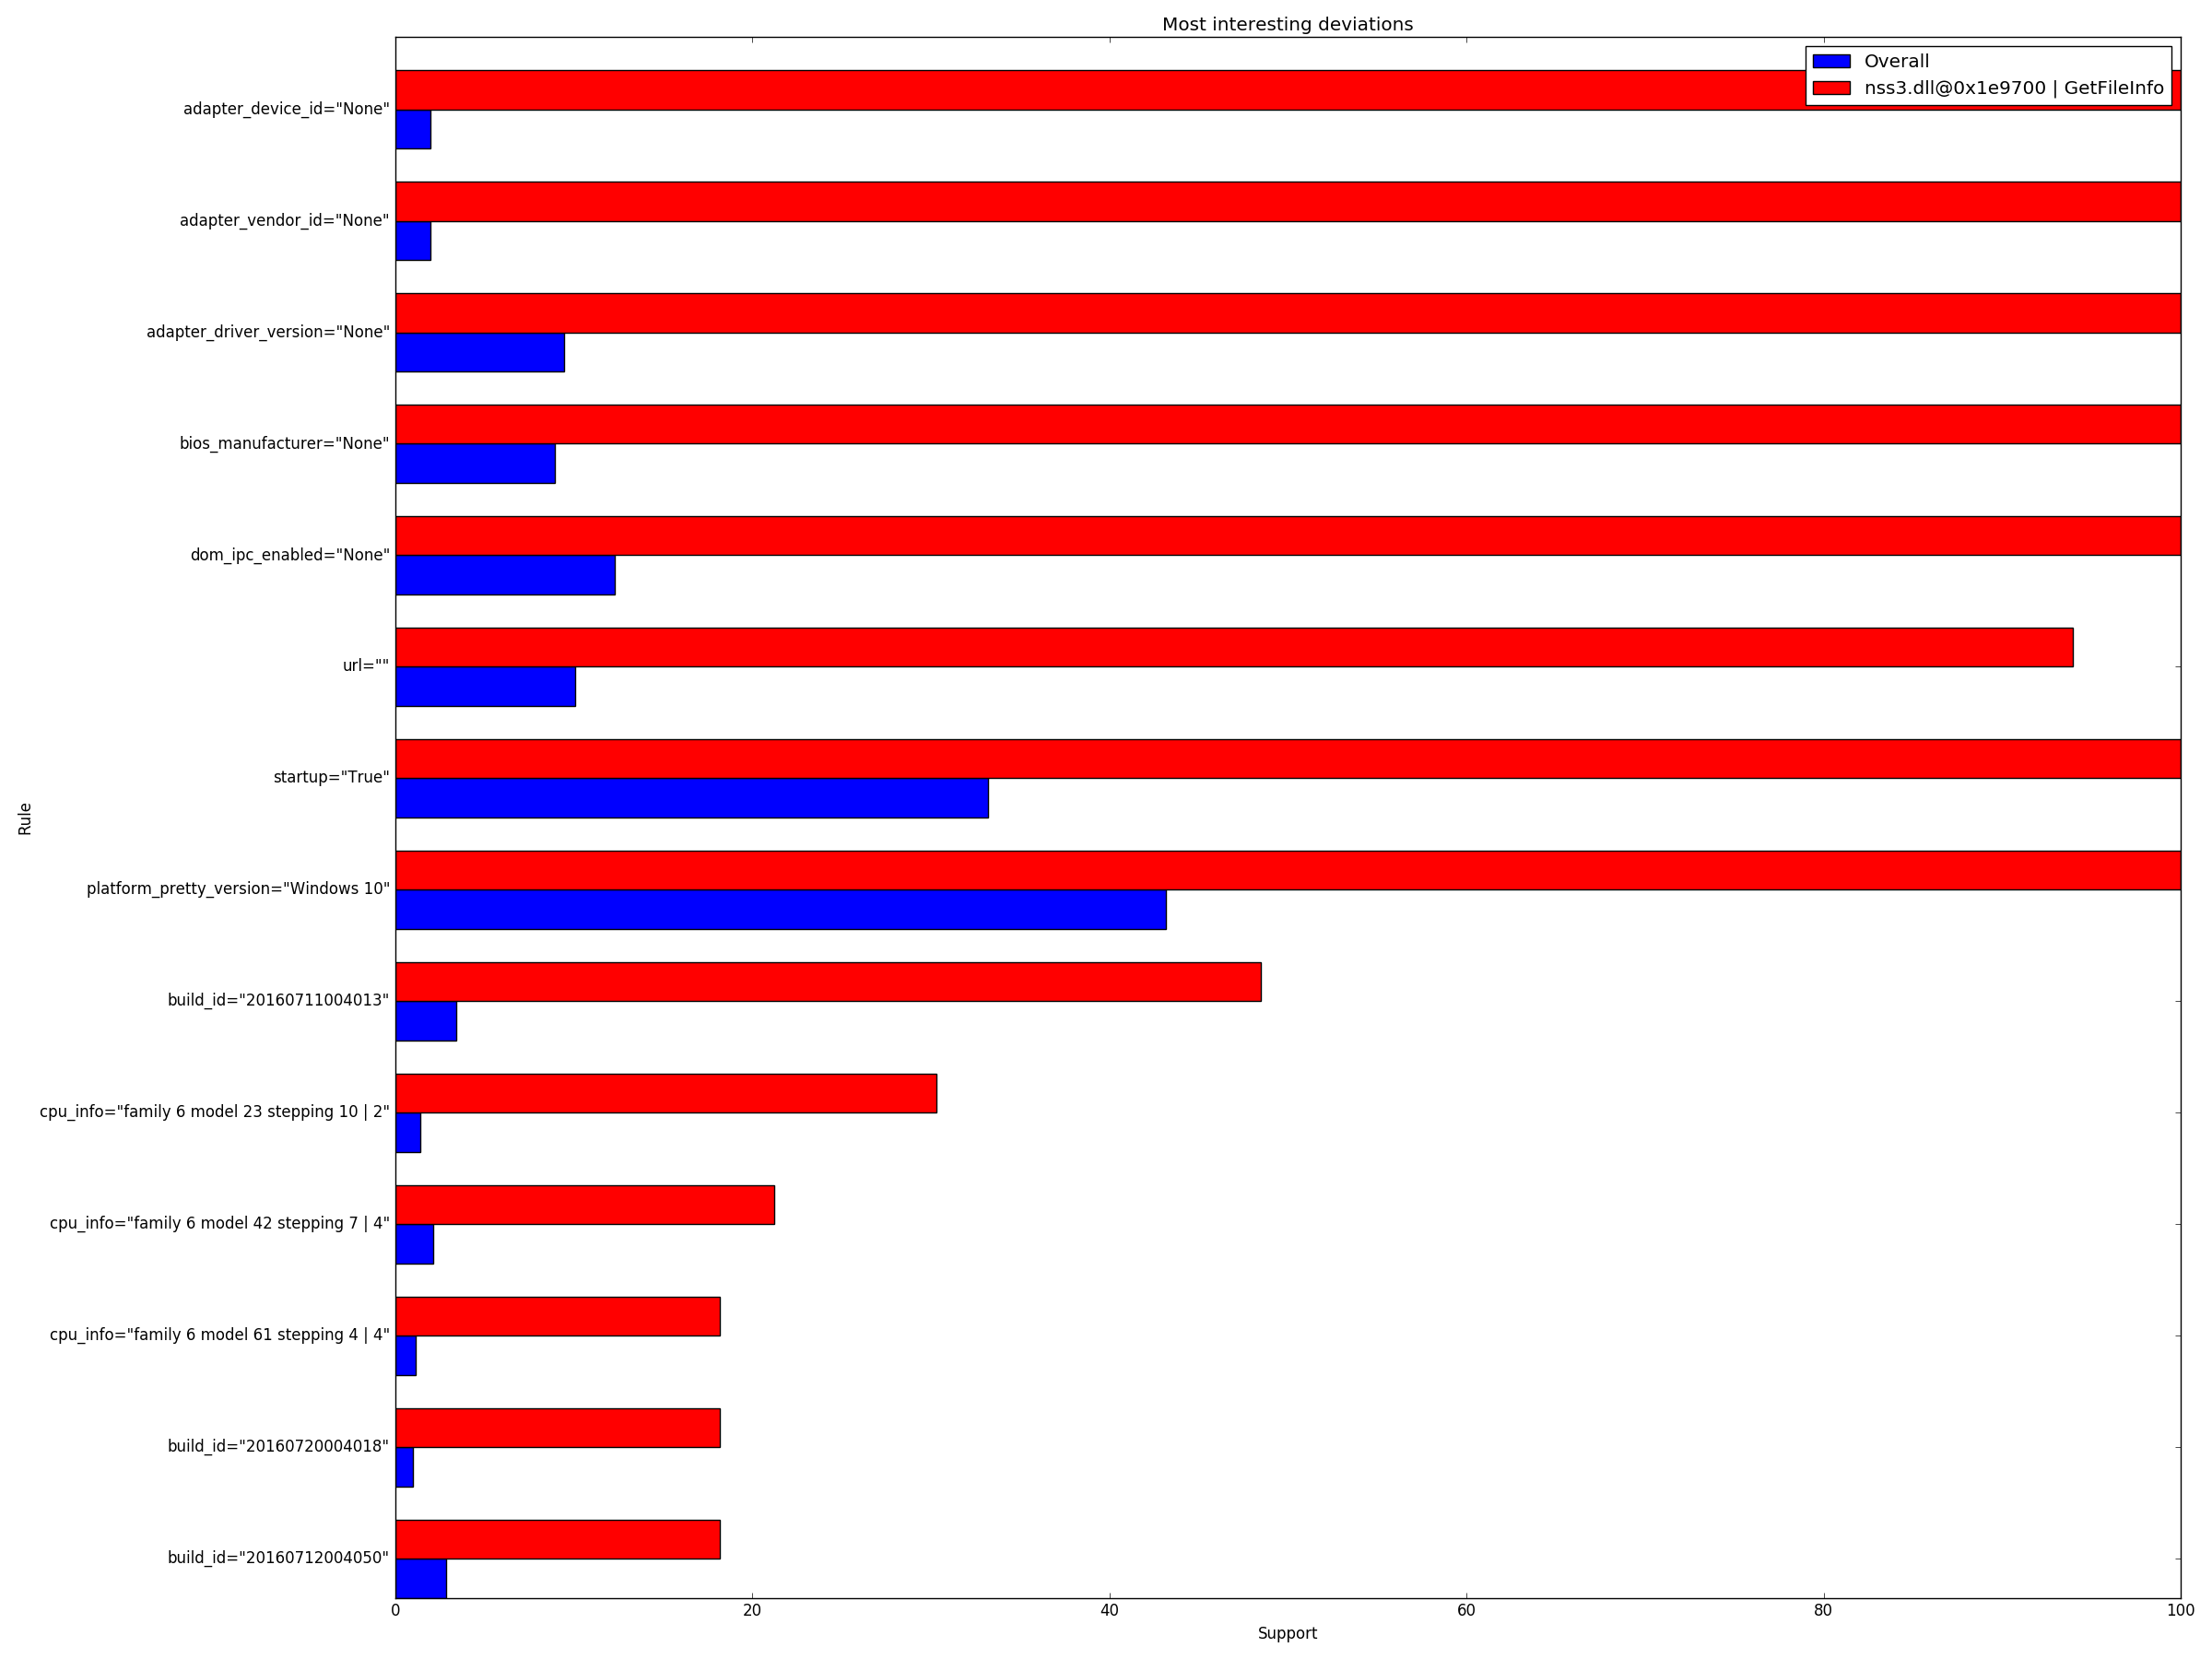 Most interesting deviations
Overall
nss3.dll@0x1e9700 | GetFileInfo
adapter_device_id="None"
adapter_vendor_id="None"
adapter_driver_version="None"
bios_manufacturer="None"
dom_ipc_enabled="None"
url=""
startup="True"
Rule
platform_pretty_version="Windows 10"
build_id="20160711004013"
cpu_info="family 6 model 23 stepping 10 | 2"
cpu_info="family 6 model 42 stepping 7 | 4"
cpu_info="family 6 model 61 stepping 4 | 4"
build_id="20160720004018"
build_id="20160712004050"
0 20 40 60 80 100
Support